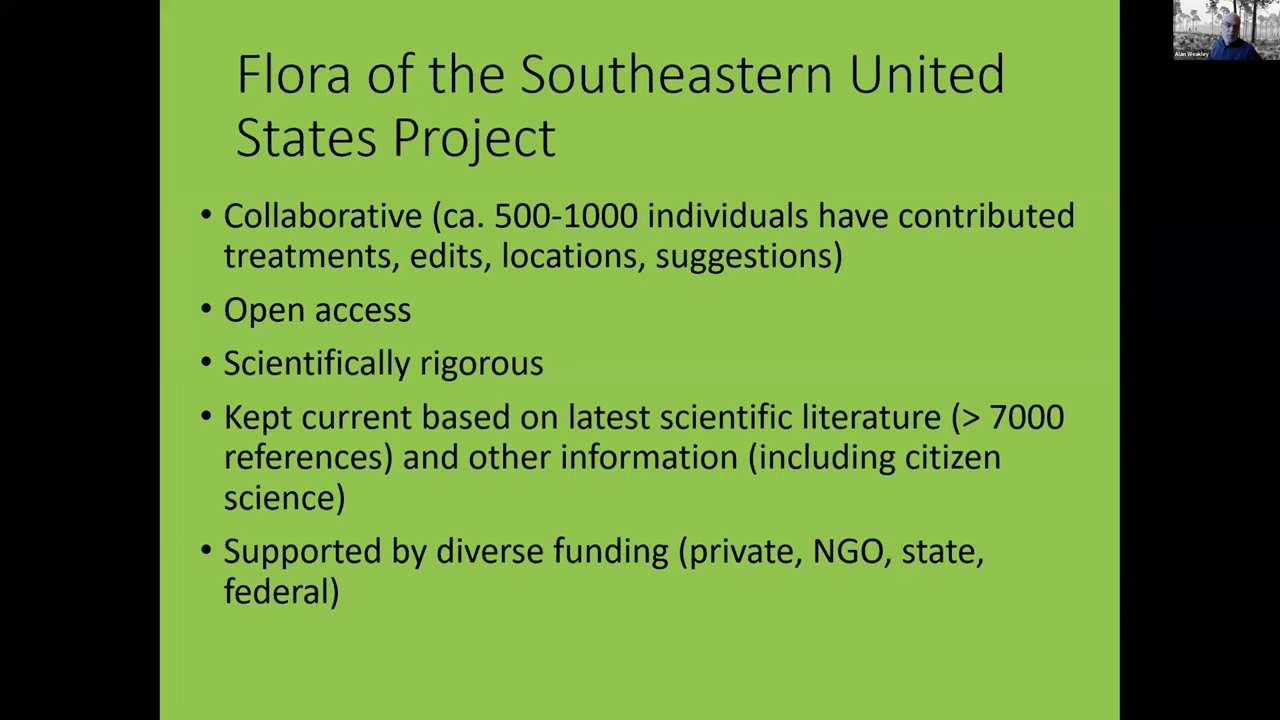 Flora of the Southeastern United
States Project
• Collaborative (ca. 500-1000 individuals have contributed
treatments, edits, locations, suggestions)
• Open access
• Scientifically rigorous
• Kept current based on latest scientific literature (> 7000
references) and other information (including citizen
science)
• Supported by diverse funding (private, NGO, state,
federal)
Alan Weakley